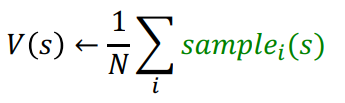 V(s) ← 1/N ∑_i sample_i(s)